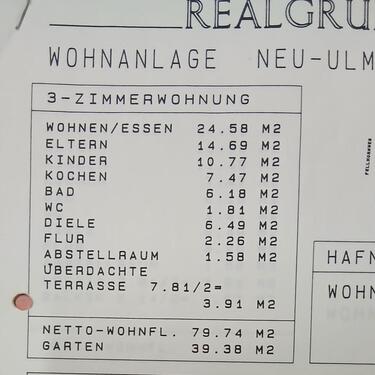 REALGRU
WOHNANLAGE NEU-ULM
3-ZIMMERWOHNUNG
WOHNEN/ESSEN 24.58 M2
ELTERN 14.69 M2
KINDER 10.77 M2
KOCHEN 7.47 M2
BAD 6.18 M2
WC 1.81 M2
DIELE 6.49 M2
FLUR 2.26 M2
ABSTELLRAUM 1.58 M2
ÜBERDACHTE
TERRASSE 7.81/2=
3.91 M2
NETTO-WOHNFL. 79.74 M2
GARTEN 39.38 M2
HAFN
WOHN